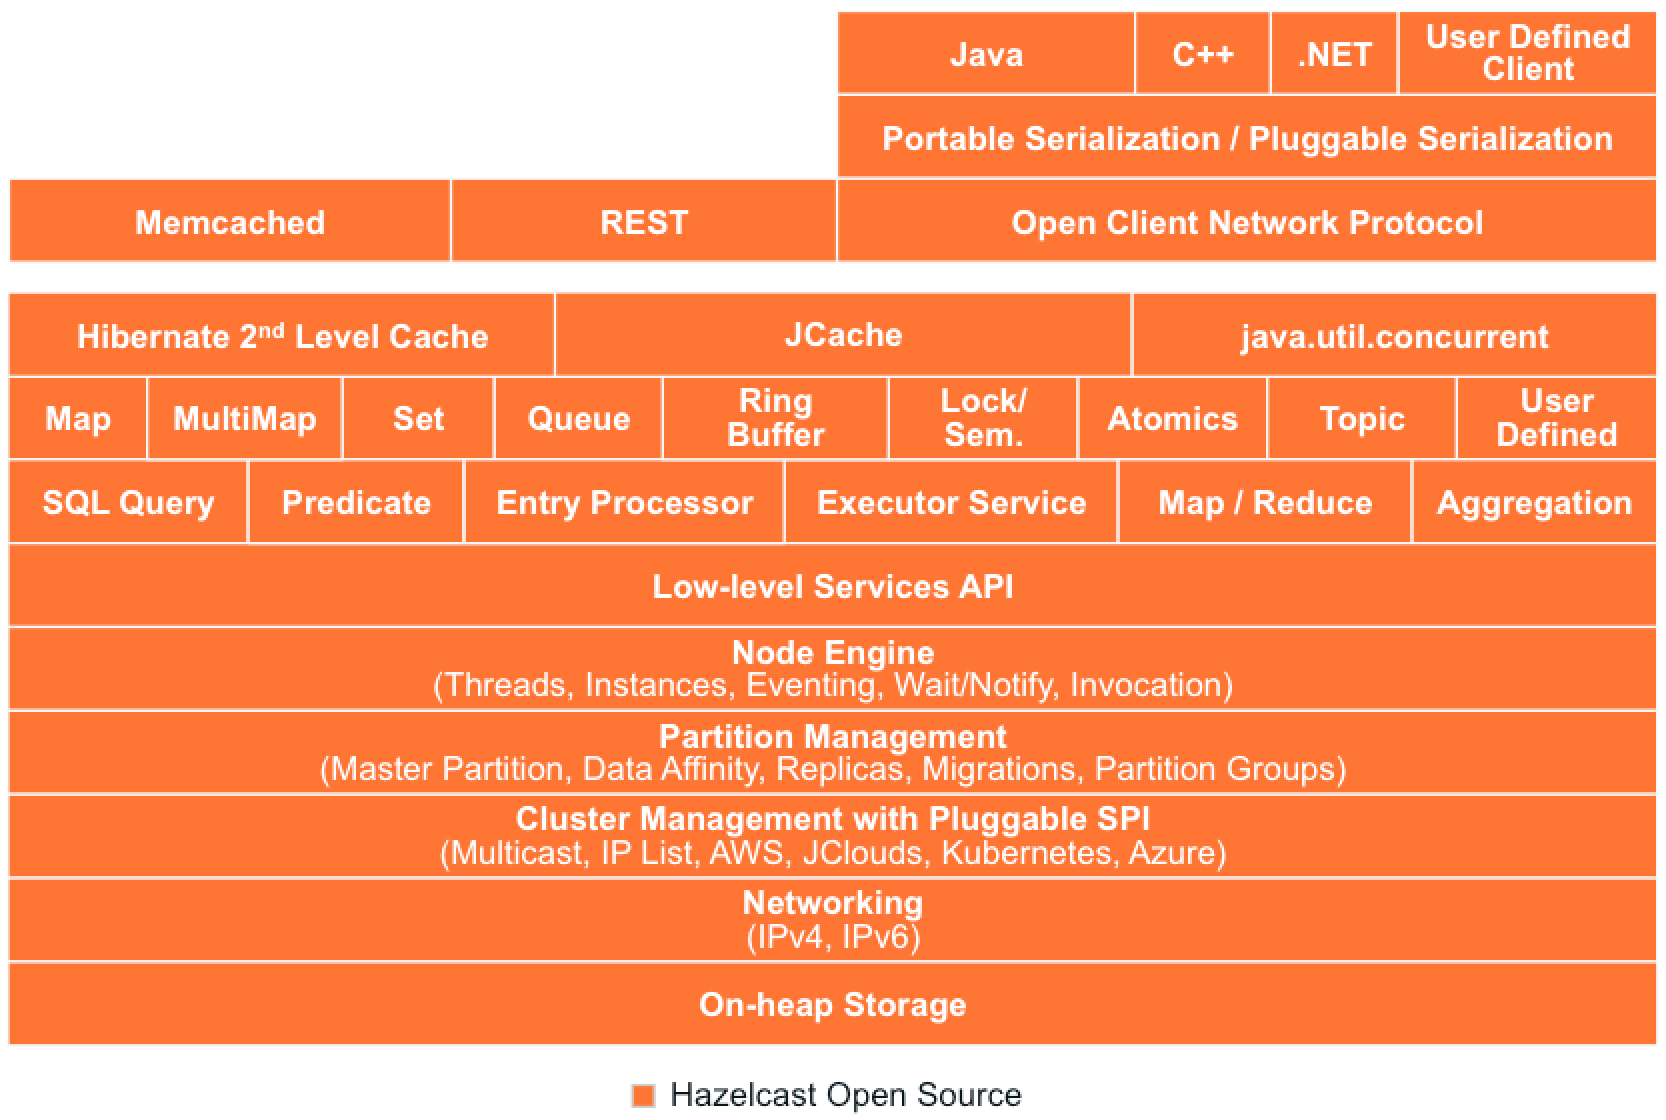 Java
C++
.NET
User Defined
Client
Portable Serialization / Pluggable Serialization
Memcached
REST
Open Client Network Protocol
Hibernate 2nd Level Cache
JCache
java.util.concurrent
Map
MultiMap
Set
Queue
Ring
Buffer
Lock/
Sem.
Atomics
Topic
User
Defined
SQL Query
Predicate
Entry Processor
Executor Service
Map / Reduce
Aggregation
Low-level Services API
Node Engine
(Threads, Instances, Eventing, Wait/Notify, Invocation)
Partition Management
(Master Partition, Data Affinity, Replicas, Migrations, Partition Groups)
Cluster Management with Pluggable SPI
(Multicast, IP List, AWS, JClouds, Kubernetes, Azure)
Networking
(IPv4, IPv6)
On-heap Storage
Hazelcast Open Source